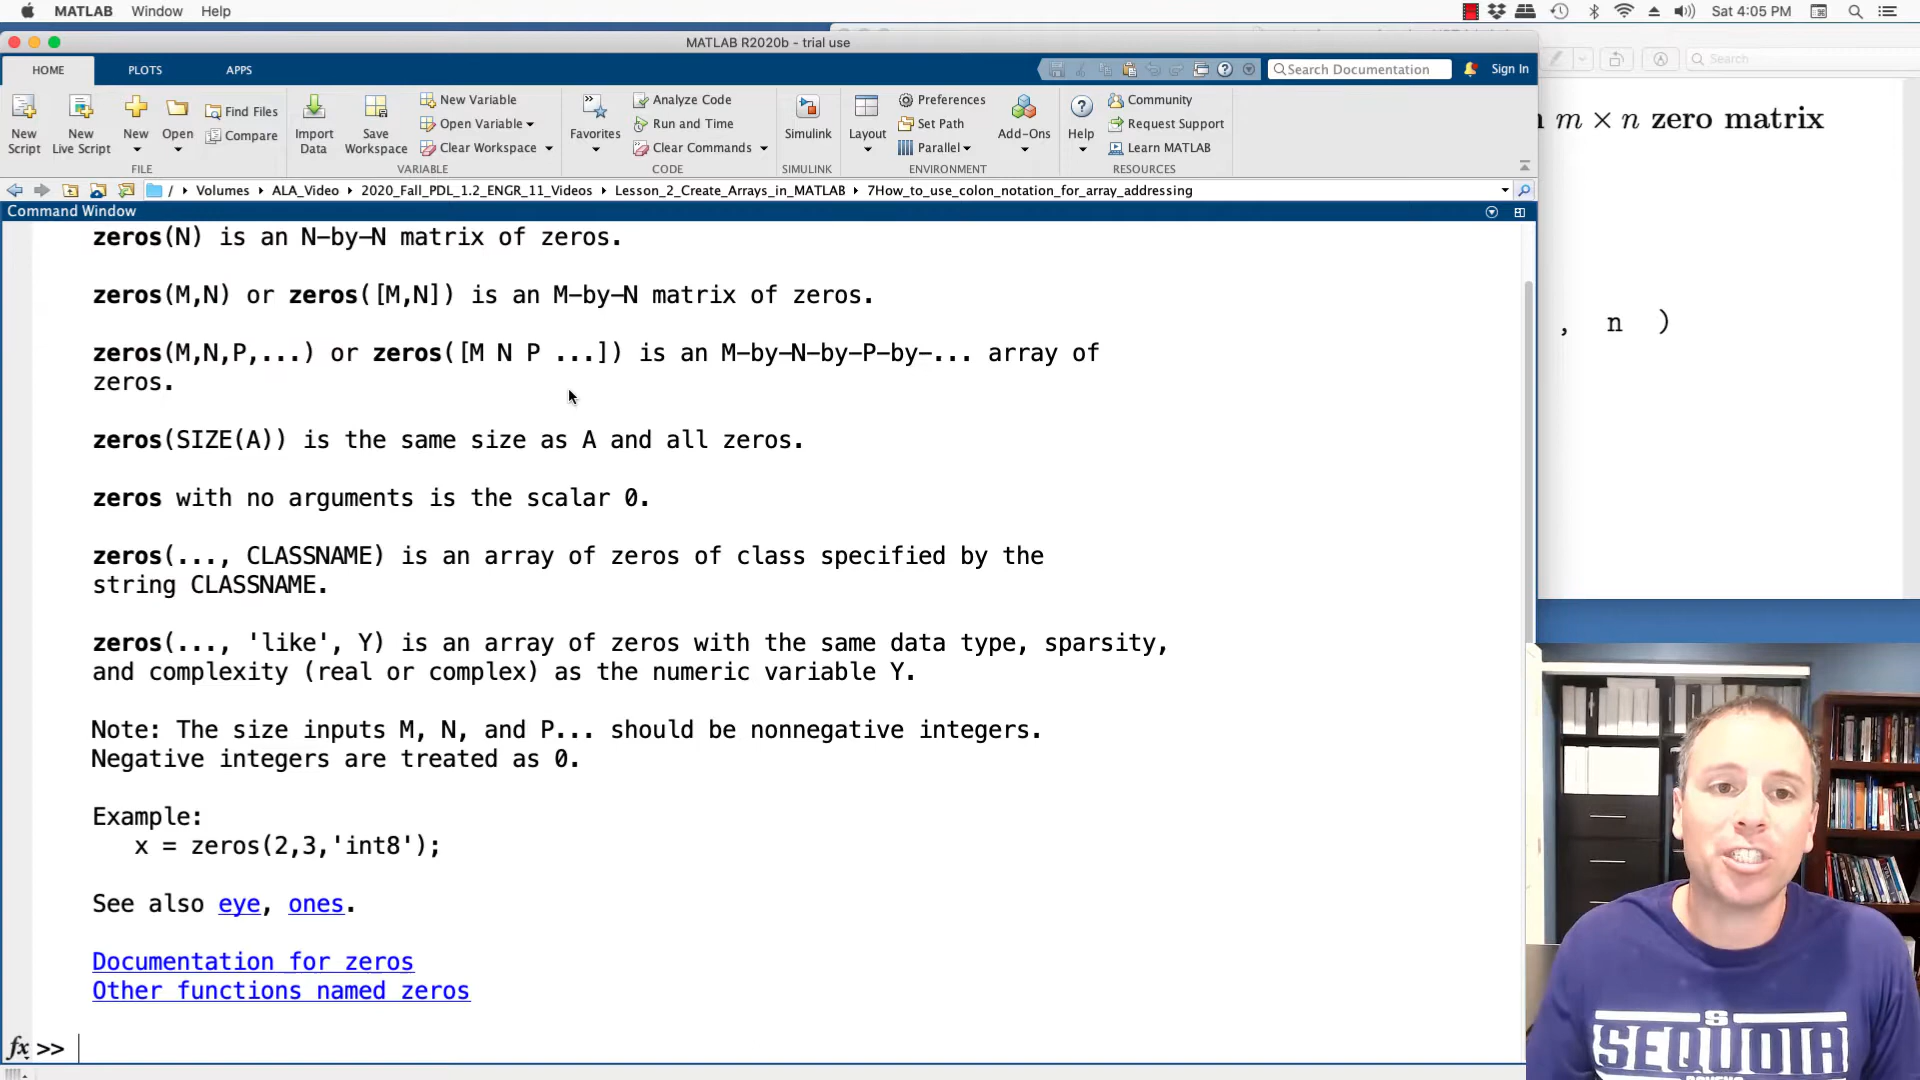 MATLAB Window Help
Sat 4:05 PM
MATLAB R2020b - trial use
HOME PLOTS APPS
Search Documentation
Sign In
Search
New Script
New Live Script
New
Open
Find Files
Compare
FILE
Import Data
Save Workspace
New Variable
Open Variable
Clear Workspace
VARIABLE
Favorites
Analyze Code
Run and Time
Clear Commands
CODE
Simulink
SIMULINK
Layout
Preferences
Set Path
Parallel
Add-Ons
ENVIRONMENT
Help
Community
Request Support
Learn MATLAB
RESOURCES
m × n zero matrix
/ Volumes ALA_Video 2020_Fall_PDL_1.2_ENGR_11_Videos Lesson_2_Create_Arrays_in_MATLAB 7How_to_use_colon_notation_for_array_addressing
Command Window
zeros(N) is an N-by-N matrix of zeros.
zeros(M,N) or zeros([M,N]) is an M-by-N matrix of zeros.
, n )
zeros(M,N,P,...) or zeros([M N P ...]) is an M-by-N-by-P-by-... array of
zeros.
zeros(SIZE(A)) is the same size as A and all zeros.
zeros with no arguments is the scalar 0.
zeros(..., CLASSNAME) is an array of zeros of class specified by the
string CLASSNAME.
zeros(..., 'like', Y) is an array of zeros with the same data type, sparsity,
and complexity (real or complex) as the numeric variable Y.
Note: The size inputs M, N, and P... should be nonnegative integers.
Negative integers are treated as 0.
Example:
x = zeros(2,3,'int8');
See also eye, ones.
Documentation for zeros
Other functions named zeros
fx >>
S
SEQUOIA